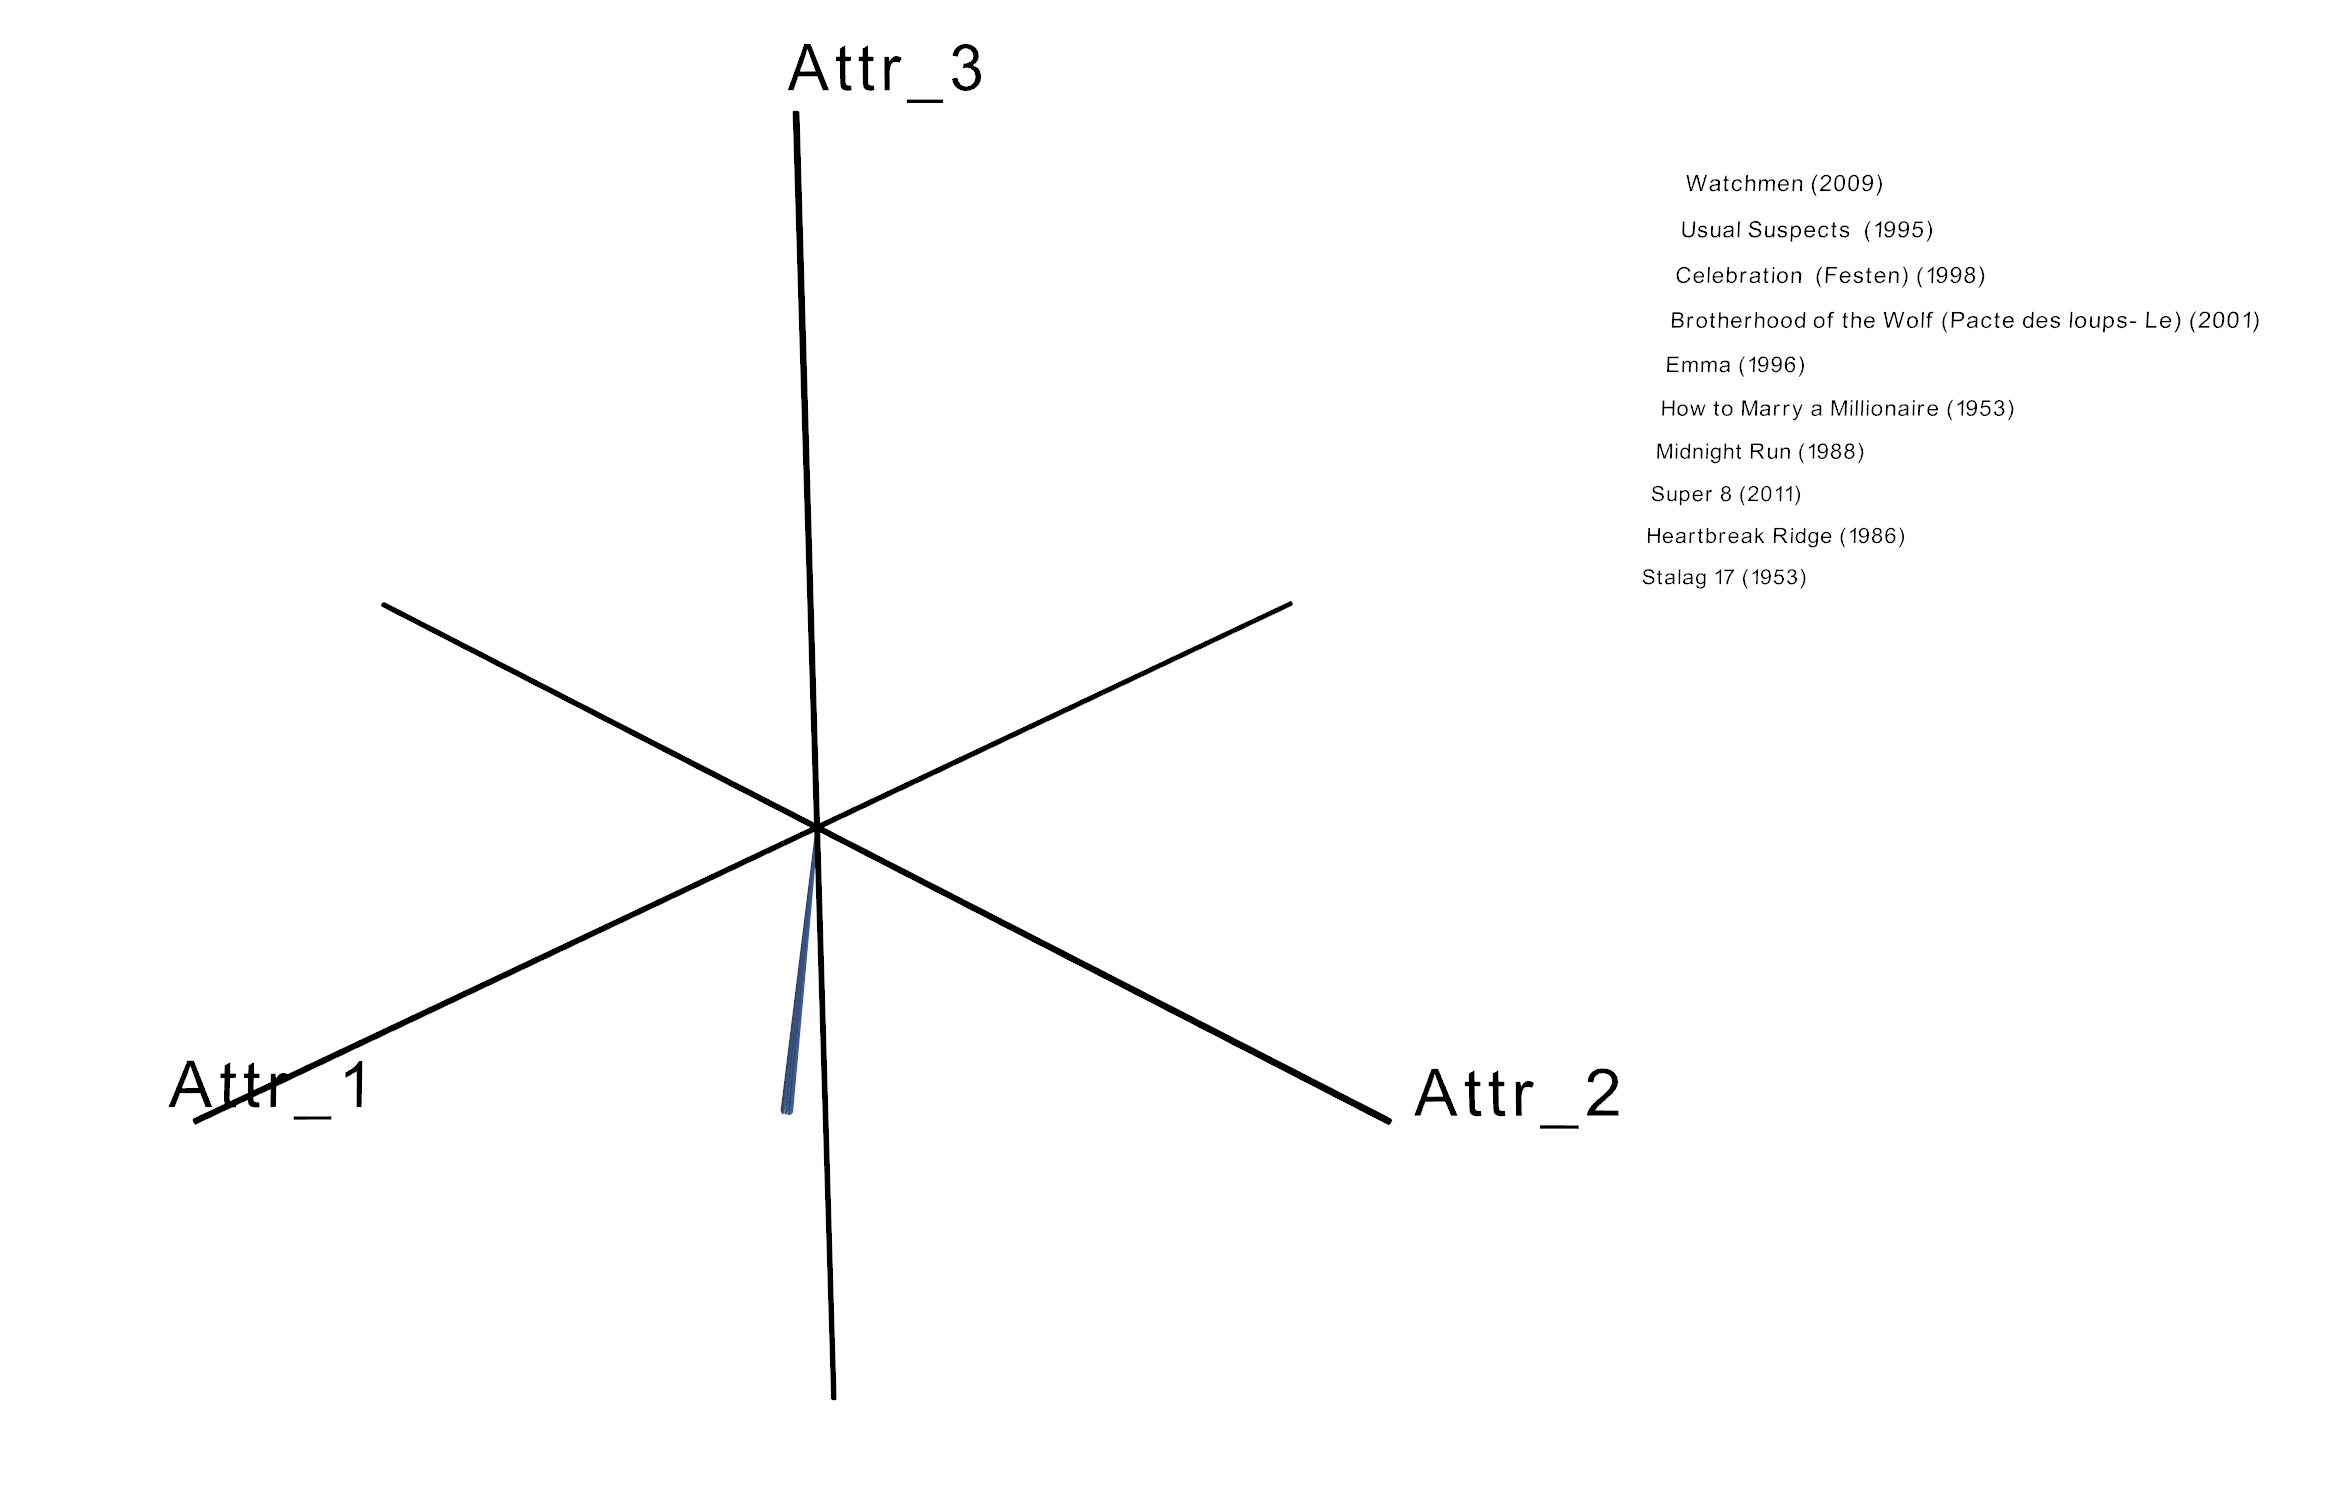 Attr_3
Watchmen (2009)
Usual Suspects (1995)
Celebration (Festen) (1998)
Brotherhood of the Wolf (Pacte des loups- Le) (2001)
Emma (1996)
How to Marry a Millionaire (1953)
Midnight Run (1988)
Super 8 (2011)
Heartbreak Ridge (1986)
Stalag 17 (1953)
Attr_1
Attr_2